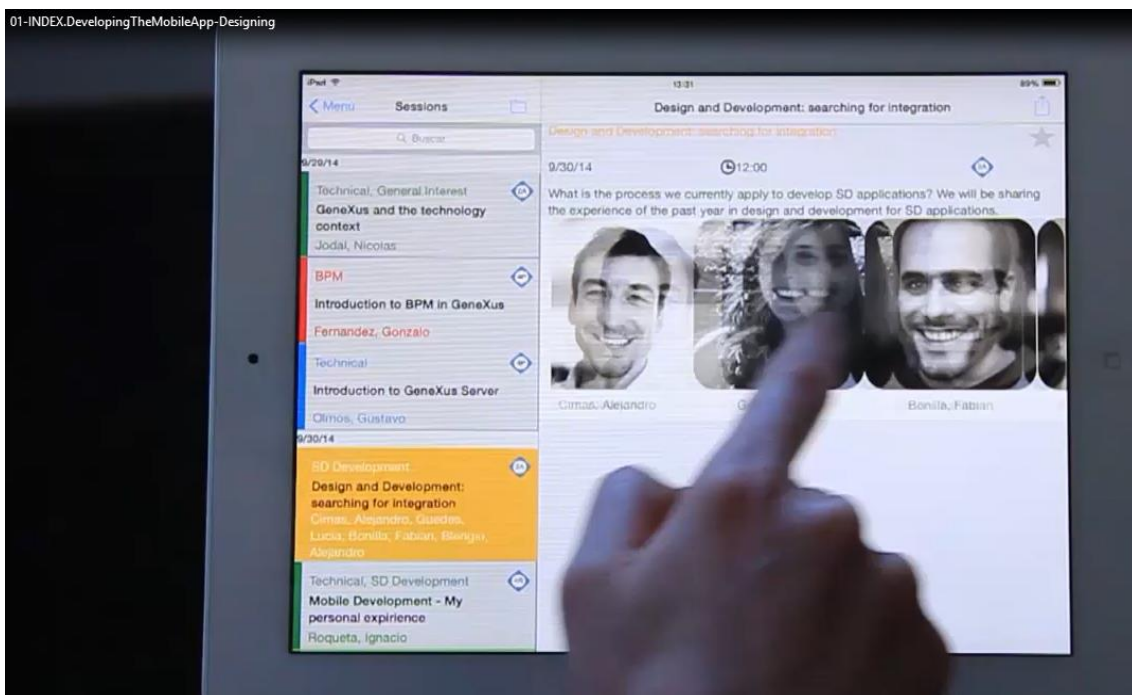 01-INDEX.DevelopingTheMobileApp-Designing
iPad
13:31
89%
Menu
Sessions
Design and Development: searching for integration
Buscar
9/29/14
Technical, General Interest
GeneXus and the technology
context
Jodal, Nicolas
BPM
Introduction to BPM in GeneXus
Fernandez, Gonzalo
Technical
Introduction to GeneXus Server
Olmos, Gustavo
9/30/14
SD Development
Design and Development:
searching for integration
Cimas, Alejandro, Guedes,
Lucia, Bonilla, Fabian, Blengio,
Alejandro
Technical, SD Development
Mobile Development - My
personal expirience
Roqueta, Ignacio
Design and Development: searching for integration
9/30/14
12:00
What is the process we currently apply to develop SD applications? We will be sharing
the experience of the past year in design and development for SD applications.
Cimas, Alejandro
Bonilla, Fabian